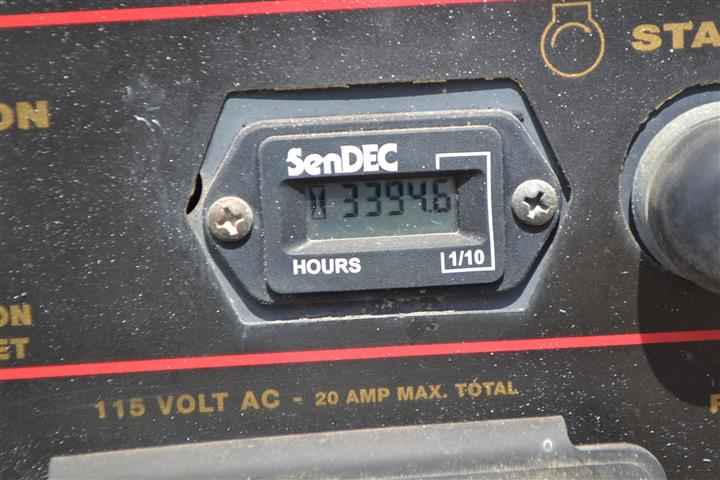 STA
ON
SenDEC
3394.6
HOURS
1/10
ON
ET
115 VOLT AC - 20 AMP MAX. TOTAL